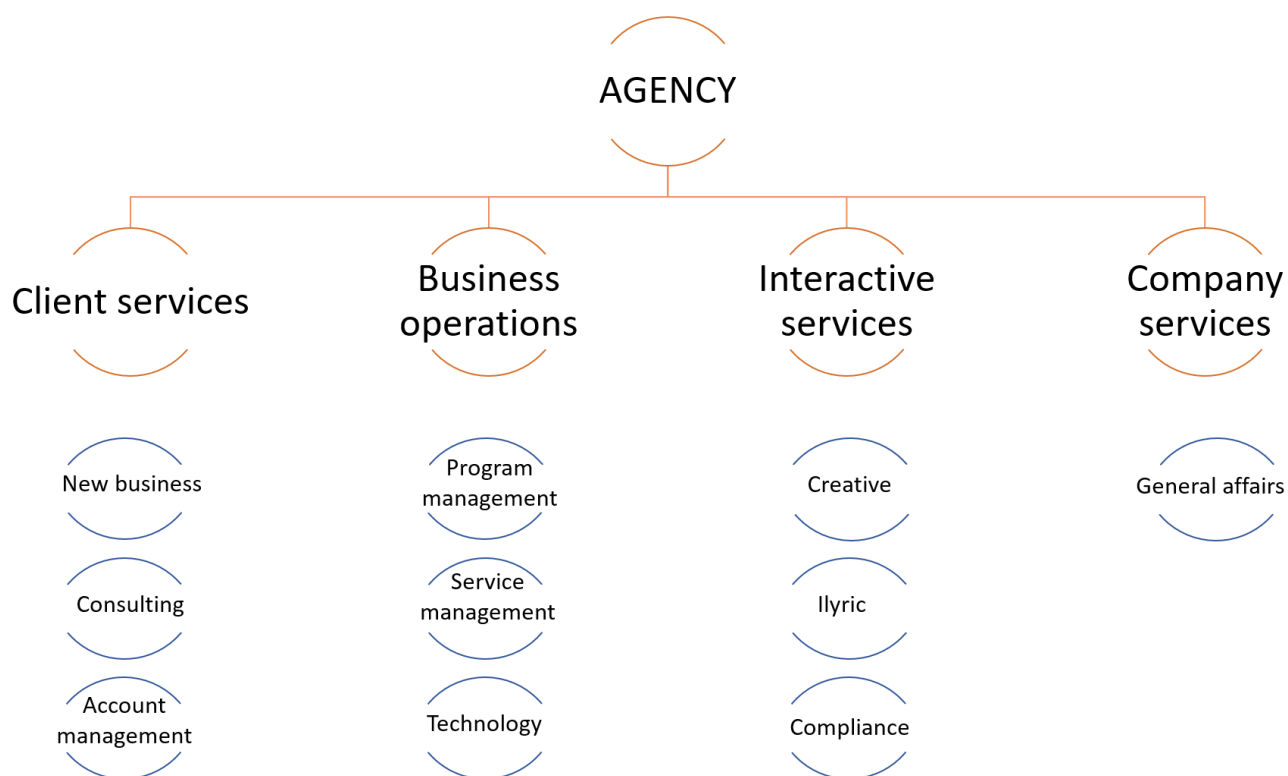 AGENCY
Client services
Business
operations
Interactive
services
Company
services
New business
Program
management
Creative
General affairs
Consulting
Service
management
Ilyric
Account
management
Technology
Compliance